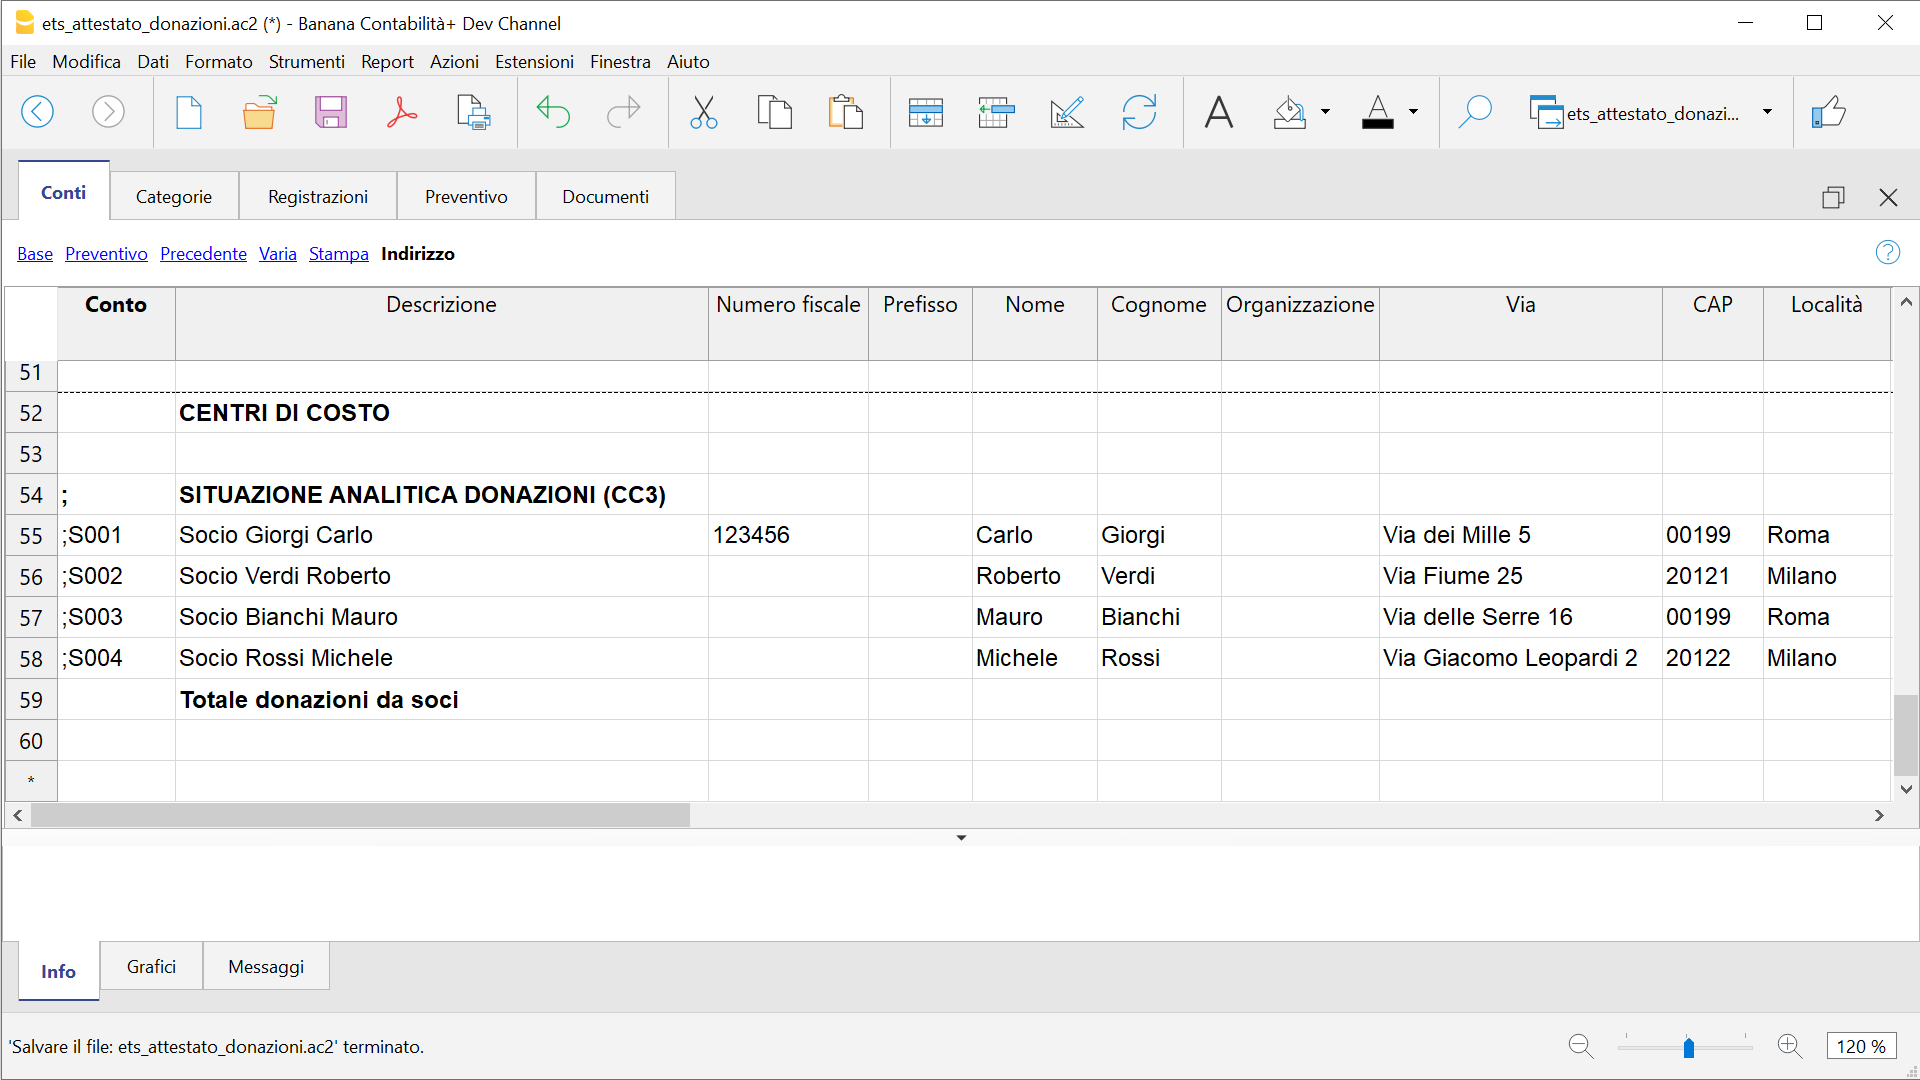 ets_attestato_donazioni.ac2 (*) - Banana Contabilità+ Dev Channel
File Modifica Dati Formato Strumenti Report Azioni Estensioni Finestra Aiuto
ets_attestato_donazi...
Conti Categorie Registrazioni Preventivo Documenti
Base Preventivo Precedente Varia Stampa Indirizzo
Conto Descrizione Numero fiscale Prefisso Nome Cognome Organizzazione Via CAP Località
51
52 CENTRI DI COSTO
53
54 ; SITUAZIONE ANALITICA DONAZIONI (CC3)
55 ;S001 Socio Giorgi Carlo 123456 Carlo Giorgi Via dei Mille 5 00199 Roma
56 ;S002 Socio Verdi Roberto Roberto Verdi Via Fiume 25 20121 Milano
57 ;S003 Socio Bianchi Mauro Mauro Bianchi Via delle Serre 16 00199 Roma
58 ;S004 Socio Rossi Michele Michele Rossi Via Giacomo Leopardi 2 20122 Milano
59 Totale donazioni da soci
60
*
Info Grafici Messaggi
'Salvare il file: ets_attestato_donazioni.ac2' terminato.
120 %